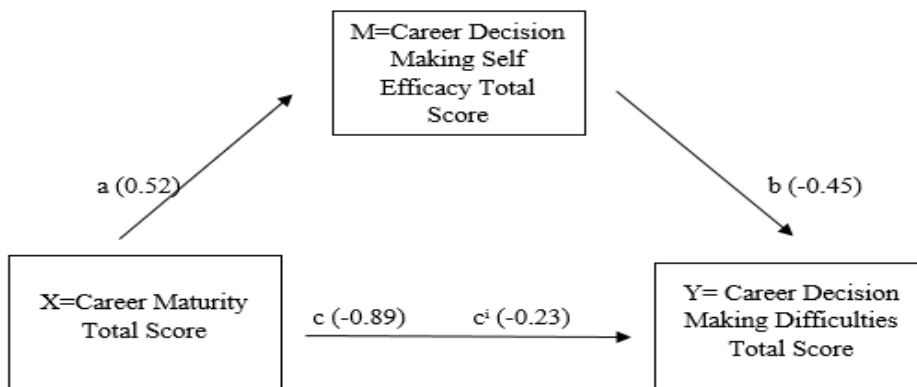 M=Career Decision
Making Self
Efficacy Total
Score
a (0.52)
b (-0.45)
X=Career Maturity
Total Score
c (-0.89) cⁱ (-0.23)
Y= Career Decision
Making Difficulties
Total Score